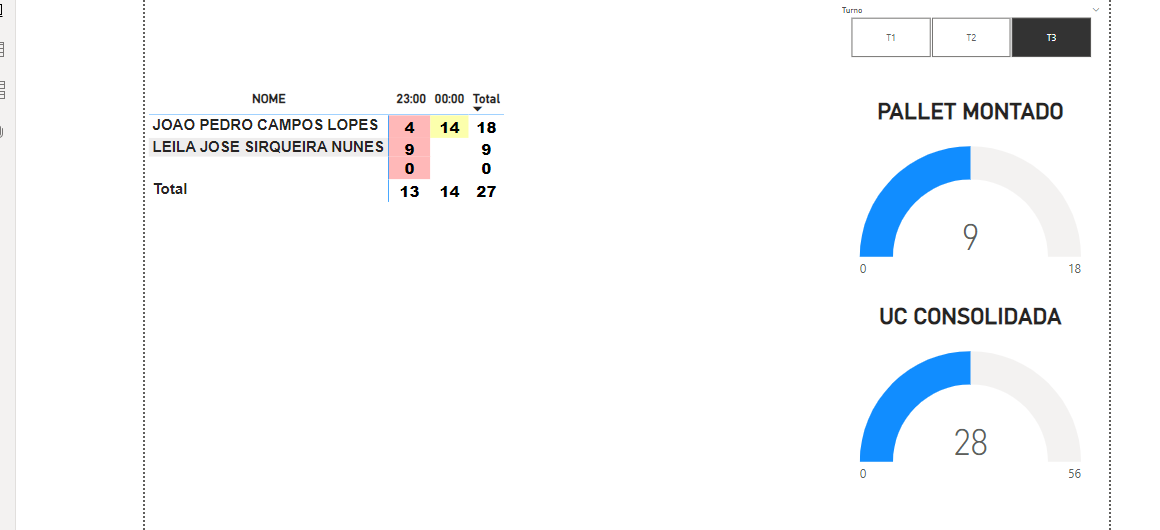 Turno
T1 T2 T3
NOME 23:00 00:00 Total
JOAO PEDRO CAMPOS LOPES 4 14 18
LEILA JOSE SIRQUEIRA NUNES 9 9
0 0
Total 13 14 27
PALLET MONTADO
9
0 18
UC CONSOLIDADA
28
0 56